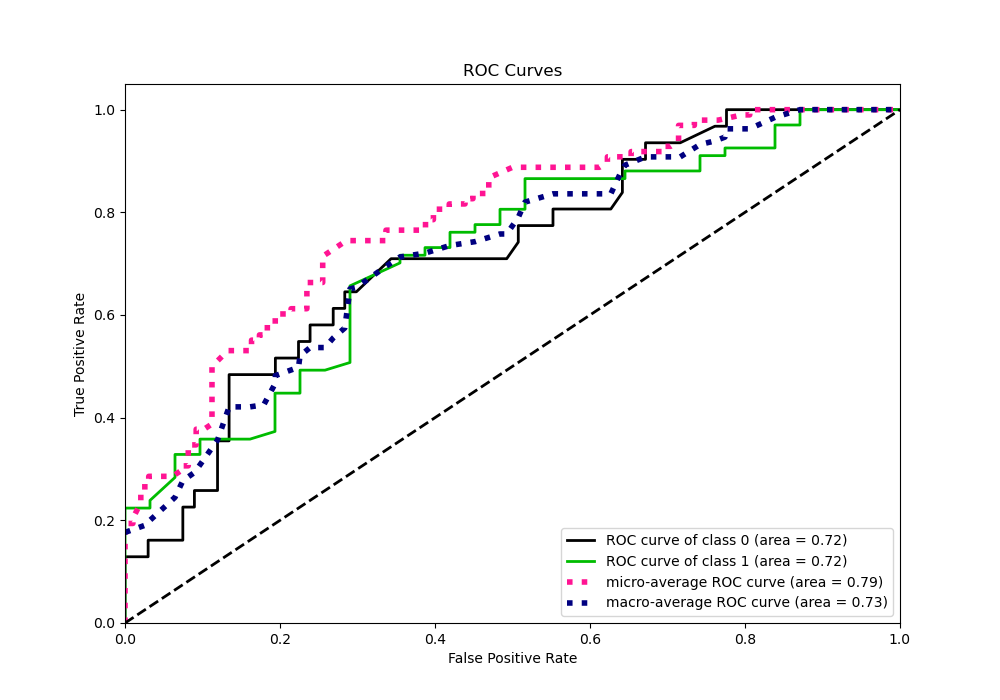 ROC Curves
True Positive Rate
1.0
0.8
0.6
0.4
0.2
0.0
ROC curve of class 0 (area = 0.72)
ROC curve of class 1 (area = 0.72)
micro-average ROC curve (area = 0.79)
macro-average ROC curve (area = 0.73)
0.0 0.2 0.4 0.6 0.8 1.0
False Positive Rate